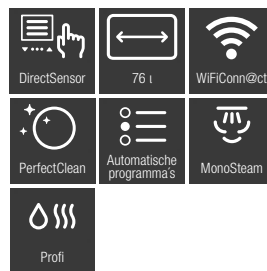 DirectSensor
76 ι
WiFiConn@ct
PerfectClean
Automatische
programma´s
MonoSteam
Profi